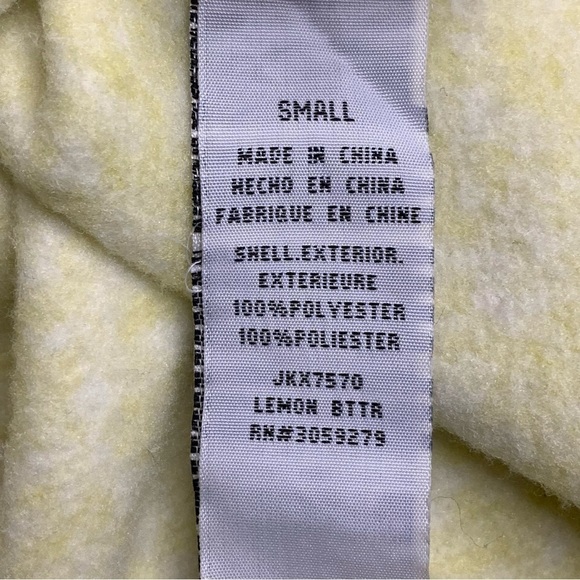 SMALL
MADE IN CHINA
HECHO EN CHINA
FABRIQUE EN CHINE
SHELL.EXTERIOR.
EXTERIEURE
100%POLYESTER
100%POLIESTER
JKX7570
LEMON BTTR
RN#3059279